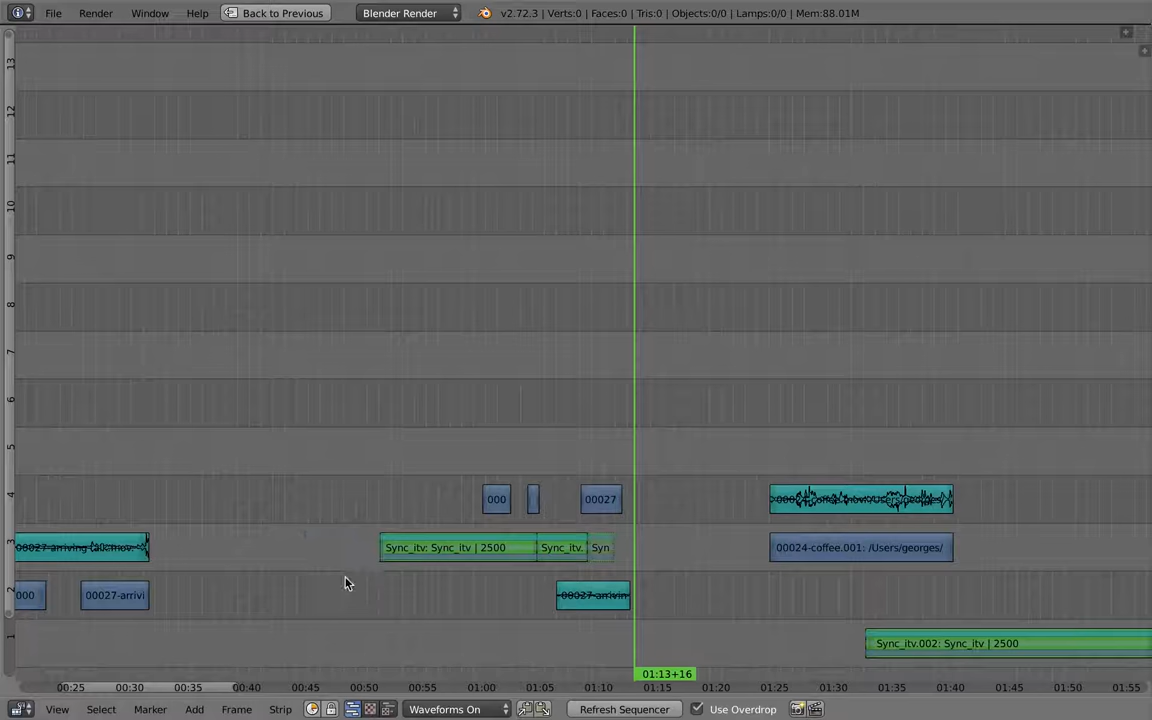 File Render Window Help Back to Previous Blender Render v2.72.3 | Verts:0 | Faces:0 | Tris:0 | Objects:0/0 | Lamps:0/0 | Mem:88.01M
13
12
11
10
9
8
7
6
5
4 000 00027
3 00027-arriving Sync_itv: Sync_itv | 2500 Sync_itv. Syn 00024-coffee.001: /Users/georges/
2 000 00027-arrivi 00027-arrivin
1 Sync_itv.002: Sync_itv | 2500
01:13+16
00:25 00:30 00:35 00:40 00:45 00:50 00:55 01:00 01:05 01:10 01:15 01:20 01:25 01:30 01:35 01:40 01:45 01:50 01:55
View Select Marker Add Frame Strip Waveforms On Refresh Sequencer Use Overdrop